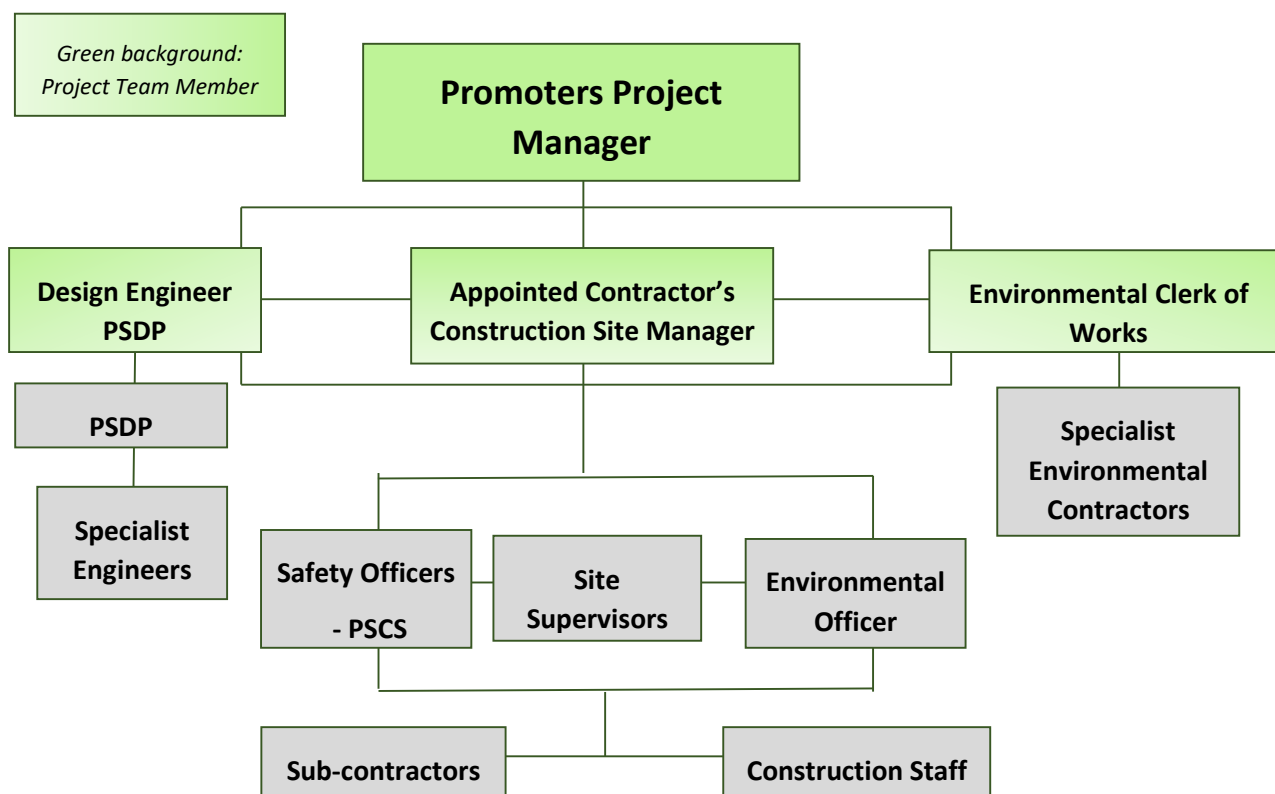 Green background:
Project Team Member
Promoters Project
Manager
Design Engineer
PSDP
Appointed Contractor’s
Construction Site Manager
Environmental Clerk of
Works
PSDP
Specialist
Engineers
Specialist
Environmental
Contractors
Safety Officers
- PSCS
Site
Supervisors
Environmental
Officer
Sub-contractors
Construction Staff